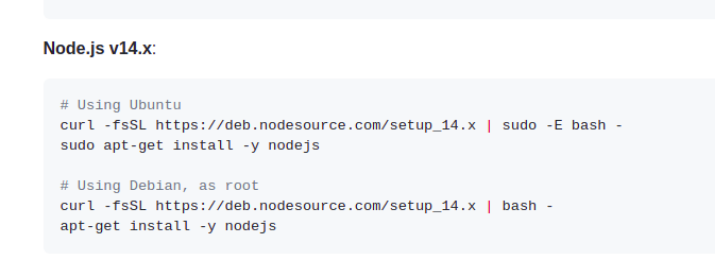 Node.js v14.x:
# Using Ubuntu
curl -fsSL https://deb.nodesource.com/setup_14.x | sudo -E bash -
sudo apt-get install -y nodejs
# Using Debian, as root
curl -fsSL https://deb.nodesource.com/setup_14.x | bash -
apt-get install -y nodejs